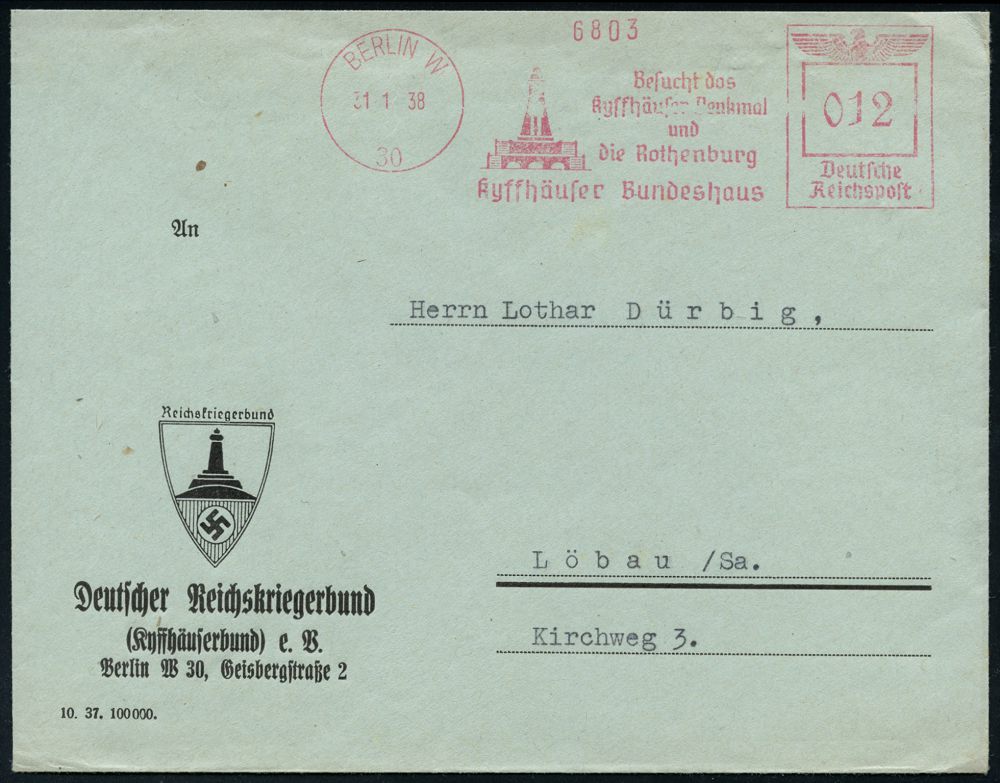 6803
BERLIN W
31 1 38
30
Besucht das
Kyffhäuser Denkmal
und
die Rothenburg
Kyffhäuser Bundeshaus
012
Deutsche
Reichspost
An
Herrn Lothar Dürbig,
Reichskriegerbund
Löbau /Sa.
Kirchweg 3.
Deutscher Reichskriegerbund
(Kyffhäuserbund) e. V.
Berlin W 30, Geisbergstraße 2
10. 37. 100000.